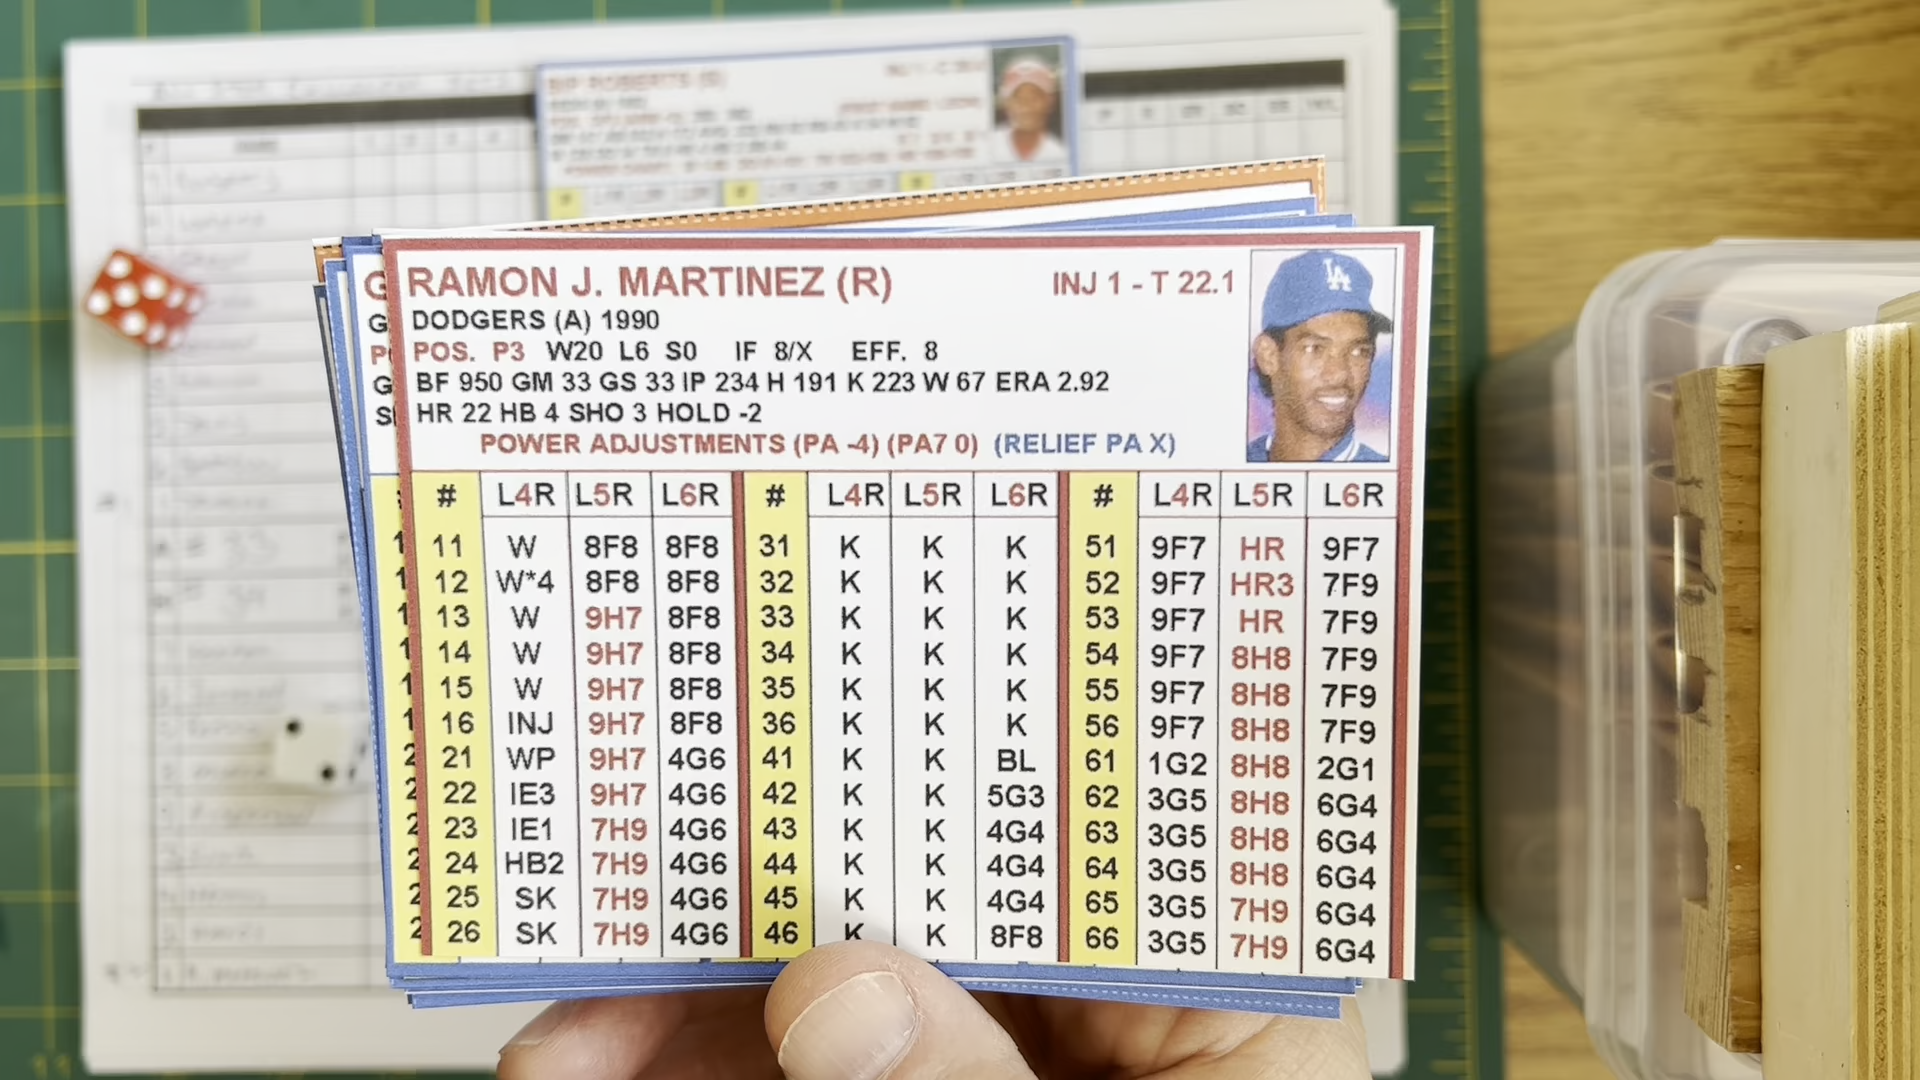 BIP ROBERTS (S)
RAMON J. MARTINEZ (R) INJ 1 - T 22.1
DODGERS (A) 1990
POS. P3 W20 L6 S0 IF 8/X EFF. 8
BF 950 GM 33 GS 33 IP 234 H 191 K 223 W 67 ERA 2.92
HR 22 HB 4 SHO 3 HOLD -2
POWER ADJUSTMENTS (PA -4) (PA7 0) (RELIEF PA X)
# L4R L5R L6R # L4R L5R L6R # L4R L5R L6R
11 W 8F8 8F8 31 K K K 51 9F7 HR 9F7
12 W*4 8F8 8F8 32 K K K 52 9F7 HR3 7F9
13 W 9H7 8F8 33 K K K 53 9F7 HR 7F9
14 W 9H7 8F8 34 K K K 54 9F7 8H8 7F9
15 W 9H7 8F8 35 K K K 55 9F7 8H8 7F9
16 INJ 9H7 8F8 36 K K K 56 9F7 8H8 7F9
21 WP 9H7 4G6 41 K K BL 61 1G2 8H8 2G1
22 IE3 9H7 4G6 42 K K 5G3 62 3G5 8H8 6G4
23 IE1 7H9 4G6 43 K K 4G4 63 3G5 8H8 6G4
24 HB2 7H9 4G6 44 K K 4G4 64 3G5 8H8 6G4
25 SK 7H9 4G6 45 K K 4G4 65 3G5 7H9 6G4
26 SK 7H9 4G6 46 K K 8F8 66 3G5 7H9 6G4
LA